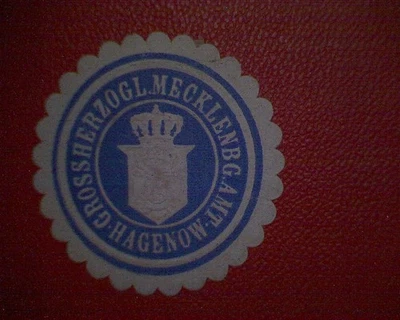 GROSSHERZOGL. MECKLENBG. AMT.
· HAGENOW ·